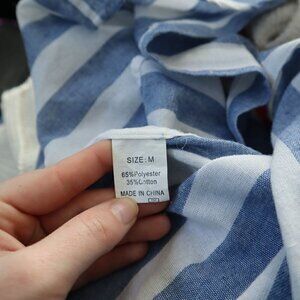 SIZE: M
65%Polyester
35%Cotton
MADE IN CHINA